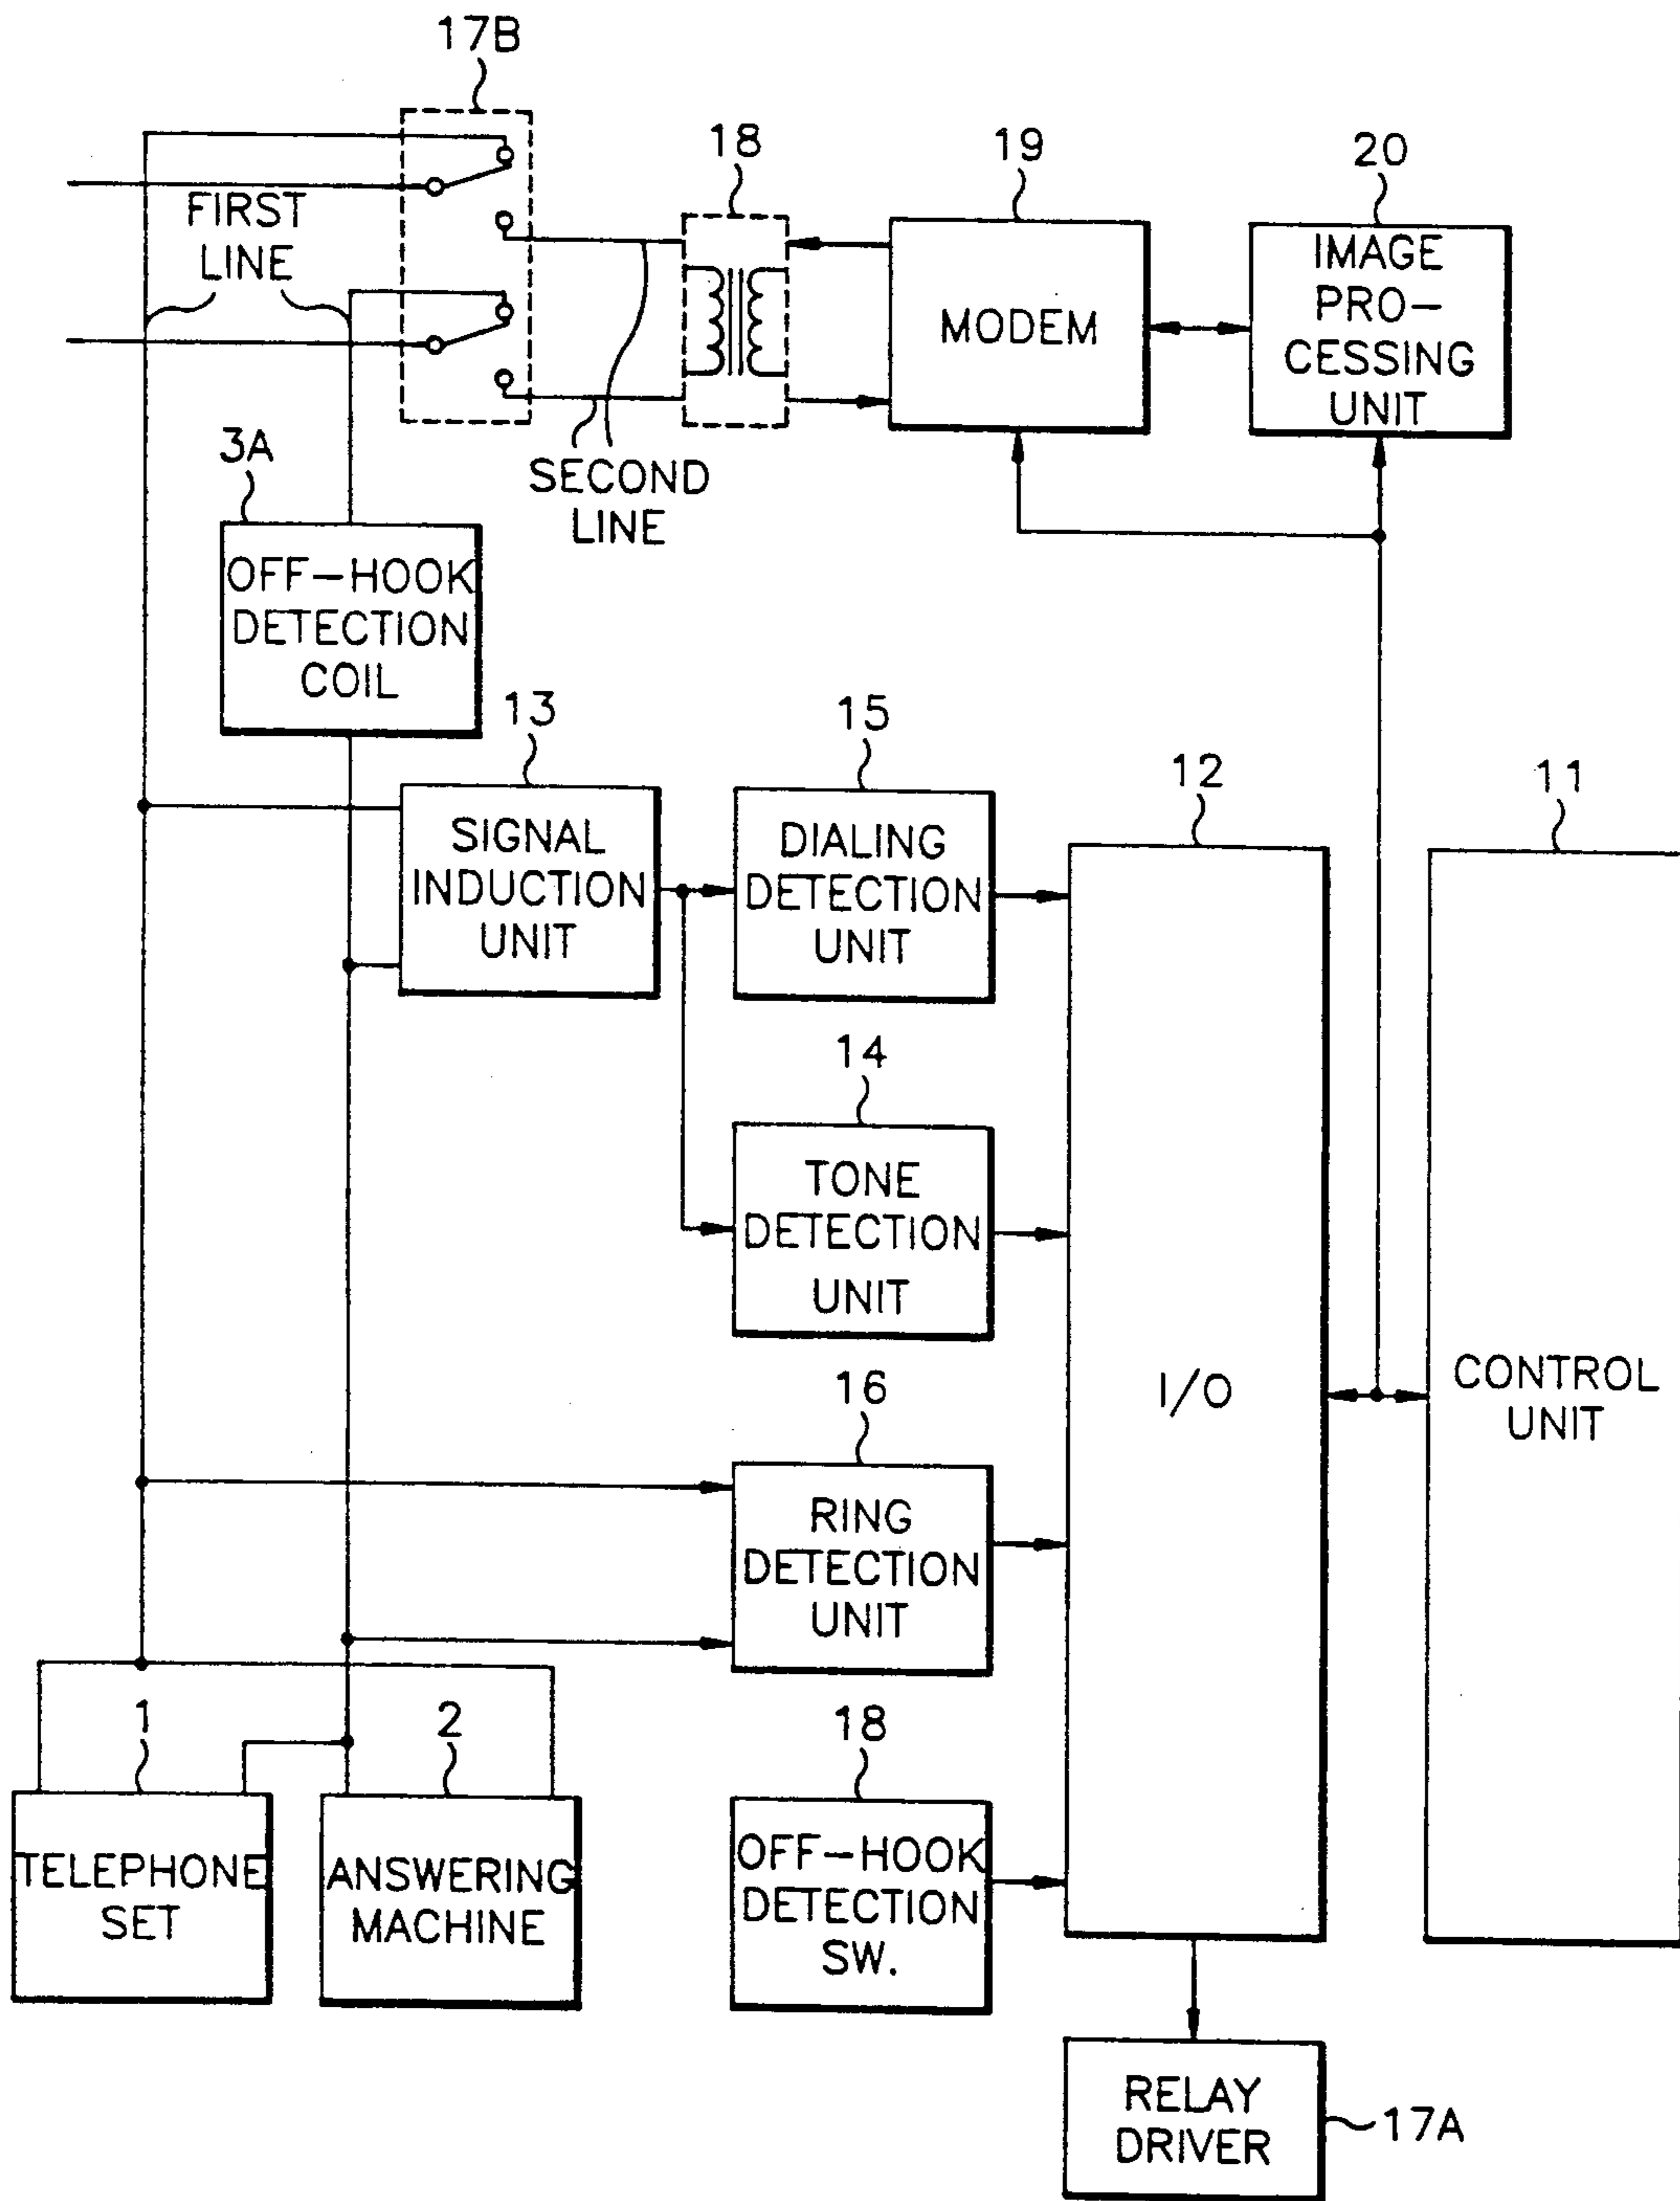 17B
18
19
20
FIRST
LINE
MODEM
IMAGE
PRO-
CESSING
UNIT
SECOND
LINE
3A
OFF-HOOK
DETECTION
COIL
13
SIGNAL
INDUCTION
UNIT
15
DIALING
DETECTION
UNIT
12
I/O
11
CONTROL
UNIT
14
TONE
DETECTION
UNIT
16
RING
DETECTION
UNIT
1
TELEPHONE
SET
2
ANSWERING
MACHINE
18
OFF-HOOK
DETECTION
SW.
RELAY
DRIVER
17A